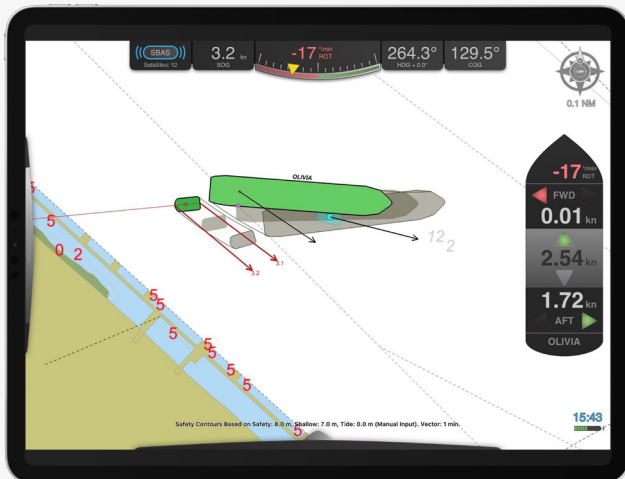 ((SBAS))
Satellites: 12
3.2 kn
SOG
-17 °/min
ROT
264.3°
HDG + 0.0°
129.5°
COG
0.1 NM
OLIVIA
-17 °/min
ROT
FWD
0.01 kn
2.54 kn
1.72 kn
AFT
OLIVIA
12 2
3.1
3.2
5
5
0 2
5
5
5
5
5
5
5
5
Safety Contours Based on Safety: 8.0 m, Shallow: 7.0 m, Tide: 0.0 m (Manual Input). Vector: 1 min.
15:43